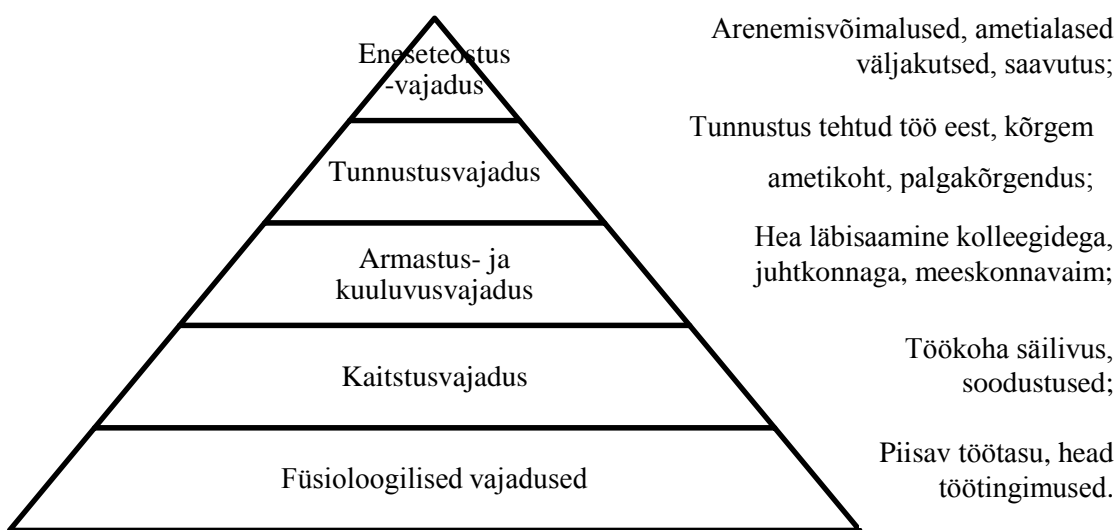 Eneseteostus
-vajadus
Arenemisvõimalused, ametialased
väljakutsed, saavutus;
Tunnustusvajadus
Tunnustus tehtud töö eest, kõrgem
ametikoht, palgakõrgendus;
Armastus- ja
kuuluvusvajadus
Hea läbisaamine kolleegidega,
juhtkonnaga, meeskonnavaim;
Kaitstusvajadus
Töökoha säilivus,
soodustused;
Füsioloogilised vajadused
Piisav töötasu, head
töötingimused.